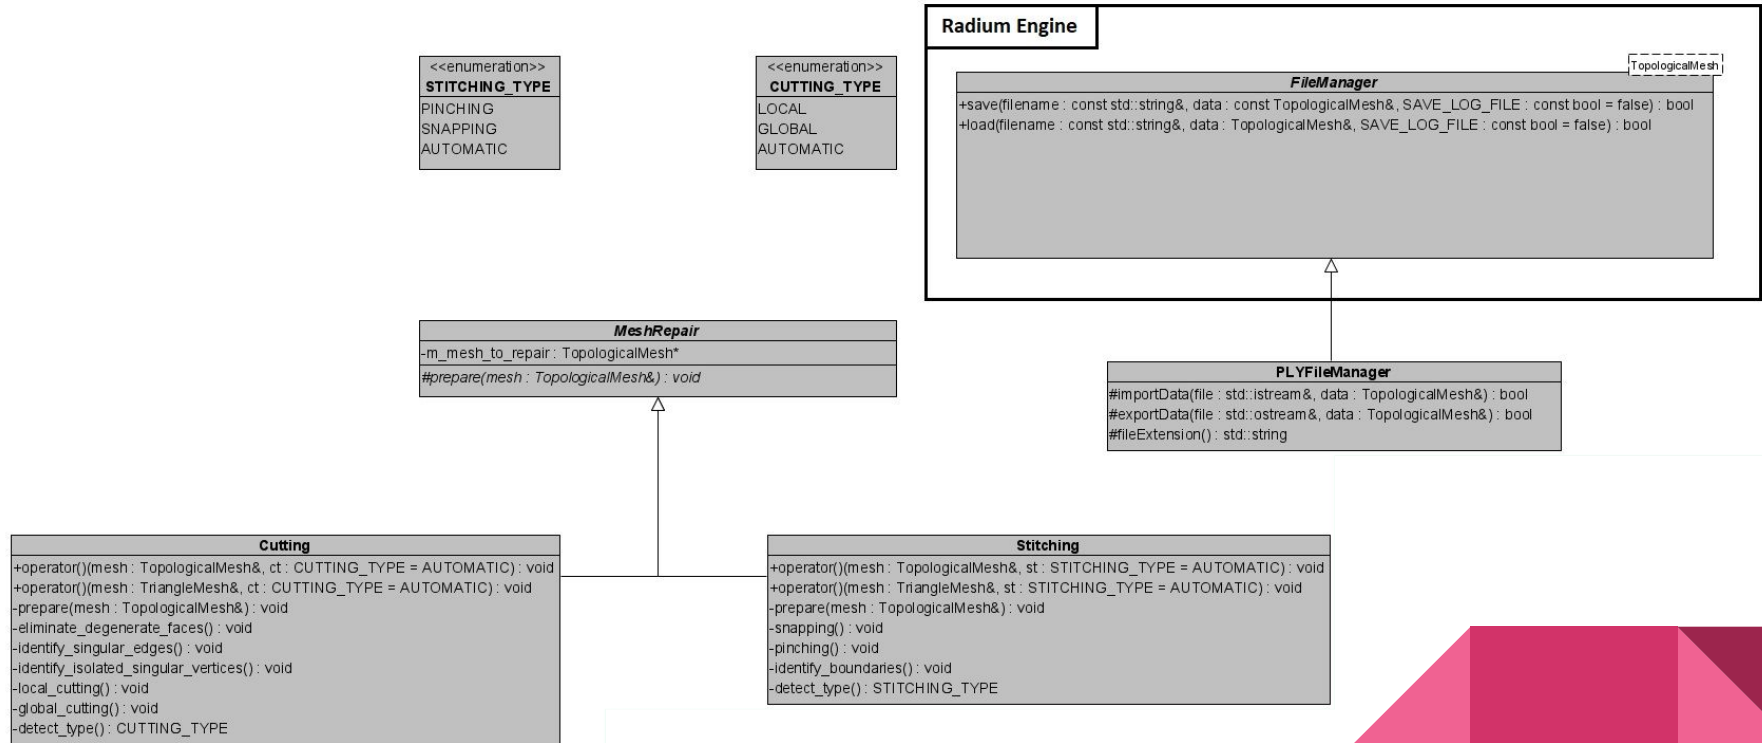 Radium Engine
<<enumeration>>
STITCHING_TYPE
PINCHING
SNAPPING
AUTOMATIC
<<enumeration>>
CUTTING_TYPE
LOCAL
GLOBAL
AUTOMATIC
TopologicalMesh
FileManager
+save(filename : const std::string&, data : const TopologicalMesh&, SAVE_LOG_FILE : const bool = false) : bool
+load(filename : const std::string&, data : TopologicalMesh&, SAVE_LOG_FILE : const bool = false) : bool
MeshRepair
-m_mesh_to_repair : TopologicalMesh*
#prepare(mesh : TopologicalMesh&) : void
PLYFileManager
#importData(file : std::istream&, data : TopologicalMesh&) : bool
#exportData(file : std::ostream&, data : TopologicalMesh&) : bool
#fileExtension() : std::string
Cutting
+operator()(mesh : TopologicalMesh&, ct : CUTTING_TYPE = AUTOMATIC) : void
+operator()(mesh : TriangleMesh&, ct : CUTTING_TYPE = AUTOMATIC) : void
-prepare(mesh : TopologicalMesh&) : void
-eliminate_degenerate_faces() : void
-identify_singular_edges() : void
-identify_isolated_singular_vertices() : void
-local_cutting() : void
-global_cutting() : void
-detect_type() : CUTTING_TYPE
Stitching
+operator()(mesh : TopologicalMesh&, st : STITCHING_TYPE = AUTOMATIC) : void
+operator()(mesh : TriangleMesh&, st : STITCHING_TYPE = AUTOMATIC) : void
-prepare(mesh : TopologicalMesh&) : void
-snapping() : void
-pinching() : void
-identify_boundaries() : void
-detect_type() : STITCHING_TYPE